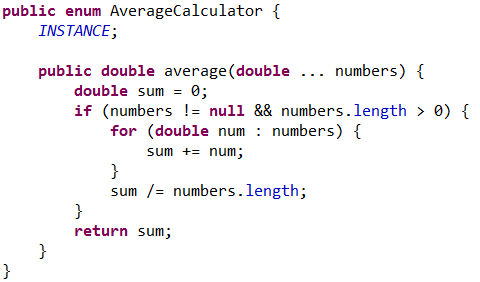 public enum AverageCalculator {
    INSTANCE;

    public double average(double ... numbers) {
        double sum = 0;
        if (numbers != null && numbers.length > 0) {
            for (double num : numbers) {
                sum += num;
            }
            sum /= numbers.length;
        }
        return sum;
    }
}